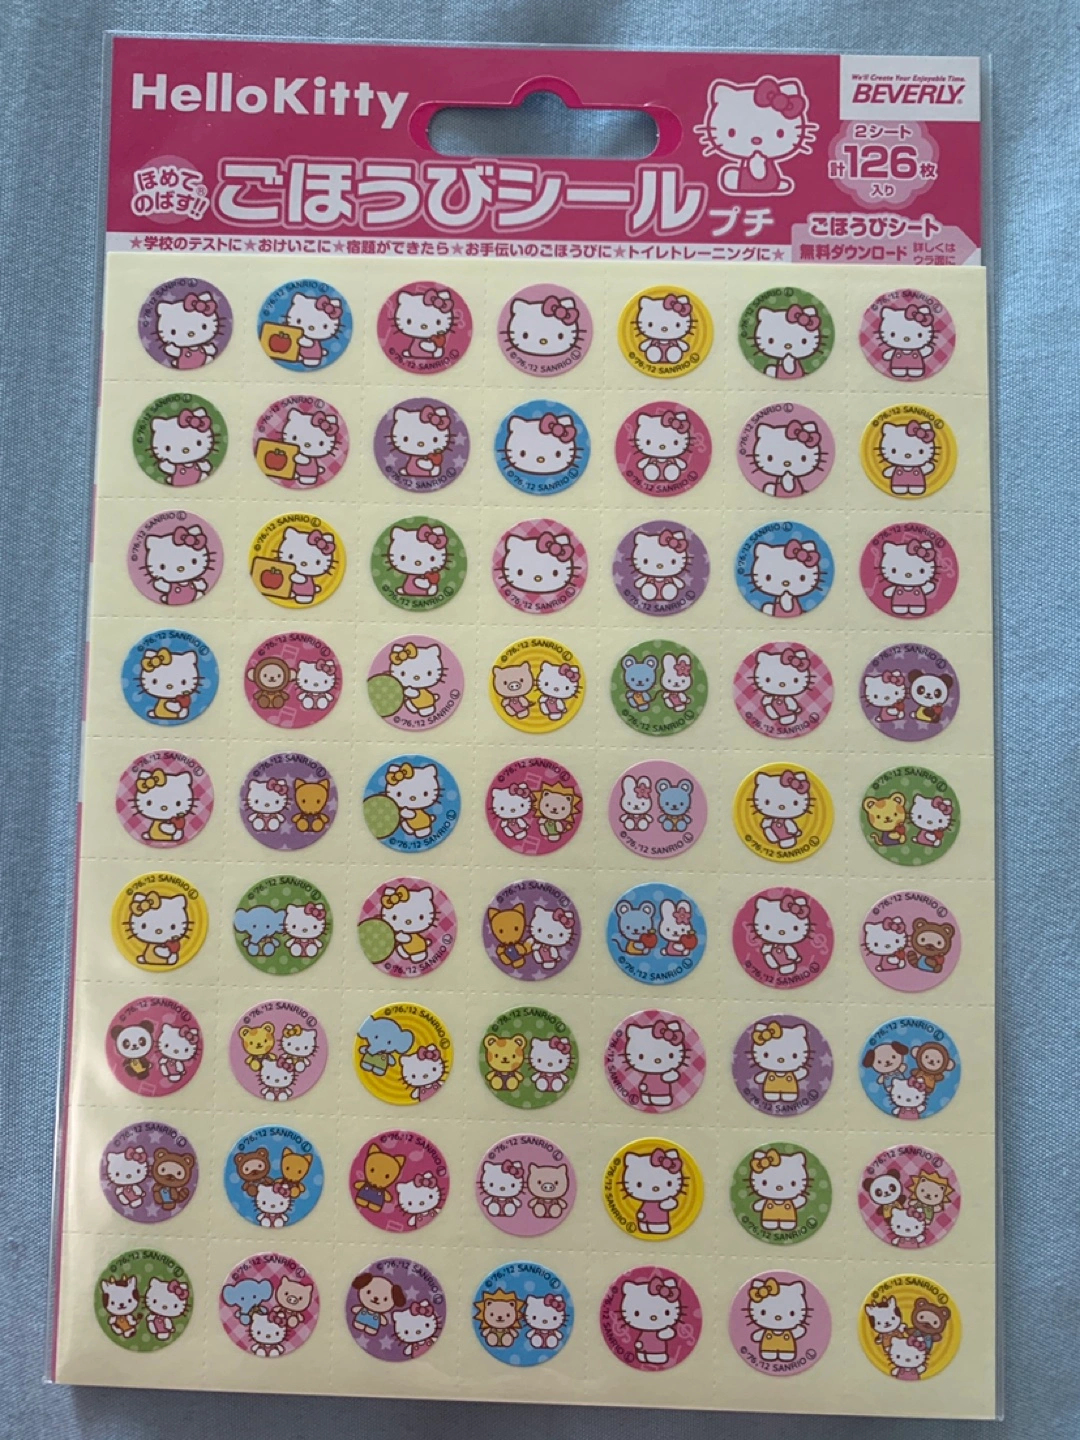 HelloKitty
We'll Create Your Enjoyable Time.
BEVERLY®
2シート
計126枚
入り
ほめて
のばす!!®
ごほうびシール
プチ
ごほうびシート
無料ダウンロード 詳しくは
ウラ面に
★学校のテストに★おけいこに★宿題ができたら★お手伝いのごほうびに★トイレトレーニングに★
©'76,'12 SANRIO Ⓛ